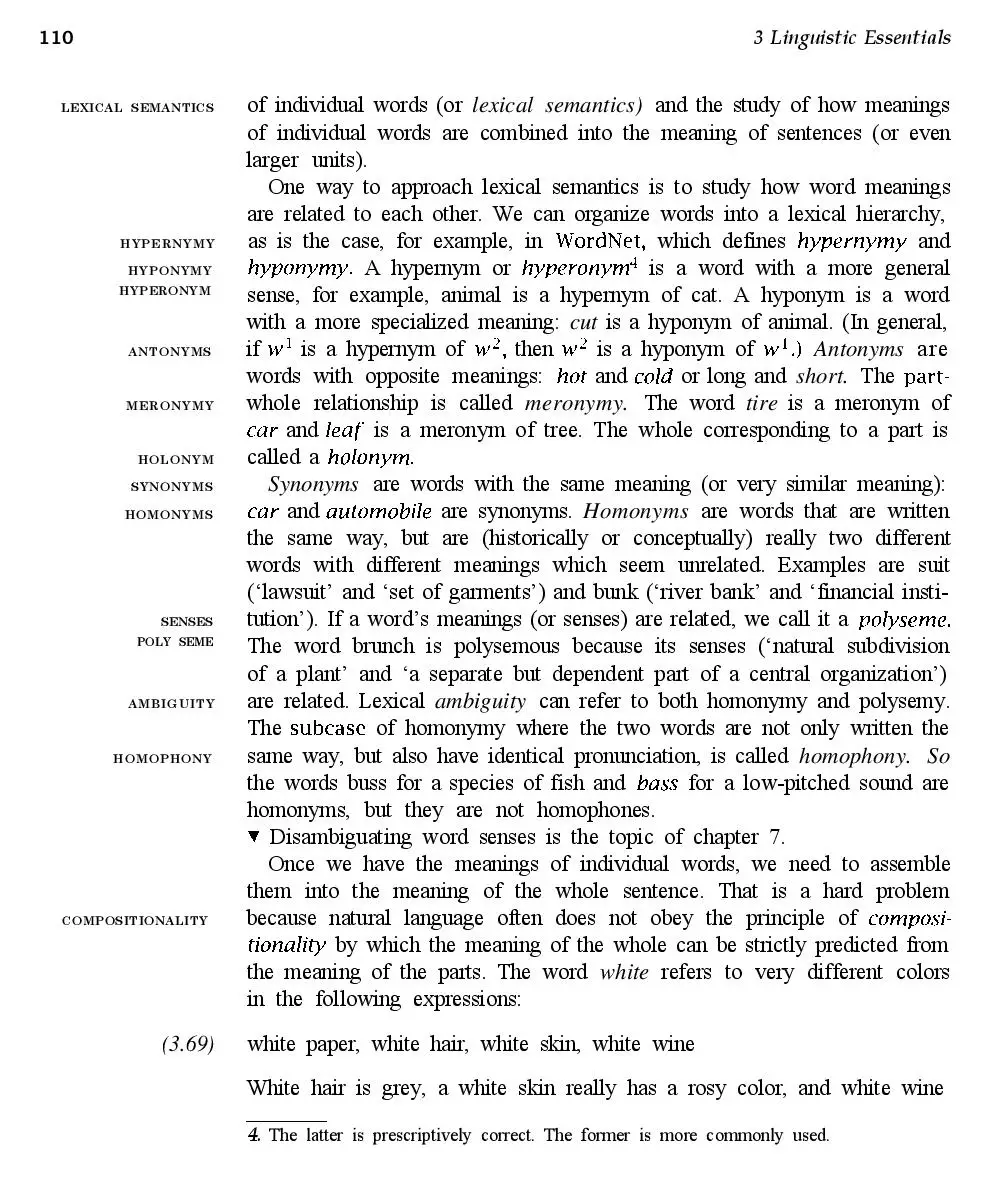 110
3 Linguistic Essentials
LEXICAL SEMANTICS
of individual words (or lexical semantics) and the study of how meanings
of individual words are combined into the meaning of sentences (or even
larger units).
One way to approach lexical semantics is to study how word meanings
are related to each other. We can organize words into a lexical hierarchy,
HYPERNYMY
as is the case, for example, in WordNet, which defines hypernymy and
HYPONYMY
hyponymy. A hypernym or hyperonym⁴ is a word with a more general
HYPERONYM
sense, for example, animal is a hypernym of cat. A hyponym is a word
with a more specialized meaning: cut is a hyponym of animal. (In general,
ANTONYMS
if w¹ is a hypernym of w², then w² is a hyponym of w¹.) Antonyms are
words with opposite meanings: hot and cold or long and short. The part-
MERONYMY
whole relationship is called meronymy. The word tire is a meronym of
car and leaf is a meronym of tree. The whole corresponding to a part is
HOLONYM
called a holonym.
SYNONYMS
Synonyms are words with the same meaning (or very similar meaning):
HOMONYMS
car and automobile are synonyms. Homonyms are words that are written
the same way, but are (historically or conceptually) really two different
words with different meanings which seem unrelated. Examples are suit
(‘lawsuit’ and ‘set of garments’) and bunk (‘river bank’ and ‘financial insti-
SENSES
tution’). If a word’s meanings (or senses) are related, we call it a polyseme.
POLY SEME
The word brunch is polysemous because its senses (‘natural subdivision
of a plant’ and ‘a separate but dependent part of a central organization’)
AMBIGUITY
are related. Lexical ambiguity can refer to both homonymy and polysemy.
The subcase of homonymy where the two words are not only written the
HOMOPHONY
same way, but also have identical pronunciation, is called homophony. So
the words buss for a species of fish and bass for a low-pitched sound are
homonyms, but they are not homophones.
▼ Disambiguating word senses is the topic of chapter 7.
Once we have the meanings of individual words, we need to assemble
them into the meaning of the whole sentence. That is a hard problem
COMPOSITIONALITY
because natural language often does not obey the principle of composi-
tionality by which the meaning of the whole can be strictly predicted from
the meaning of the parts. The word white refers to very different colors
in the following expressions:
(3.69)
white paper, white hair, white skin, white wine
White hair is grey, a white skin really has a rosy color, and white wine
4. The latter is prescriptively correct. The former is more commonly used.